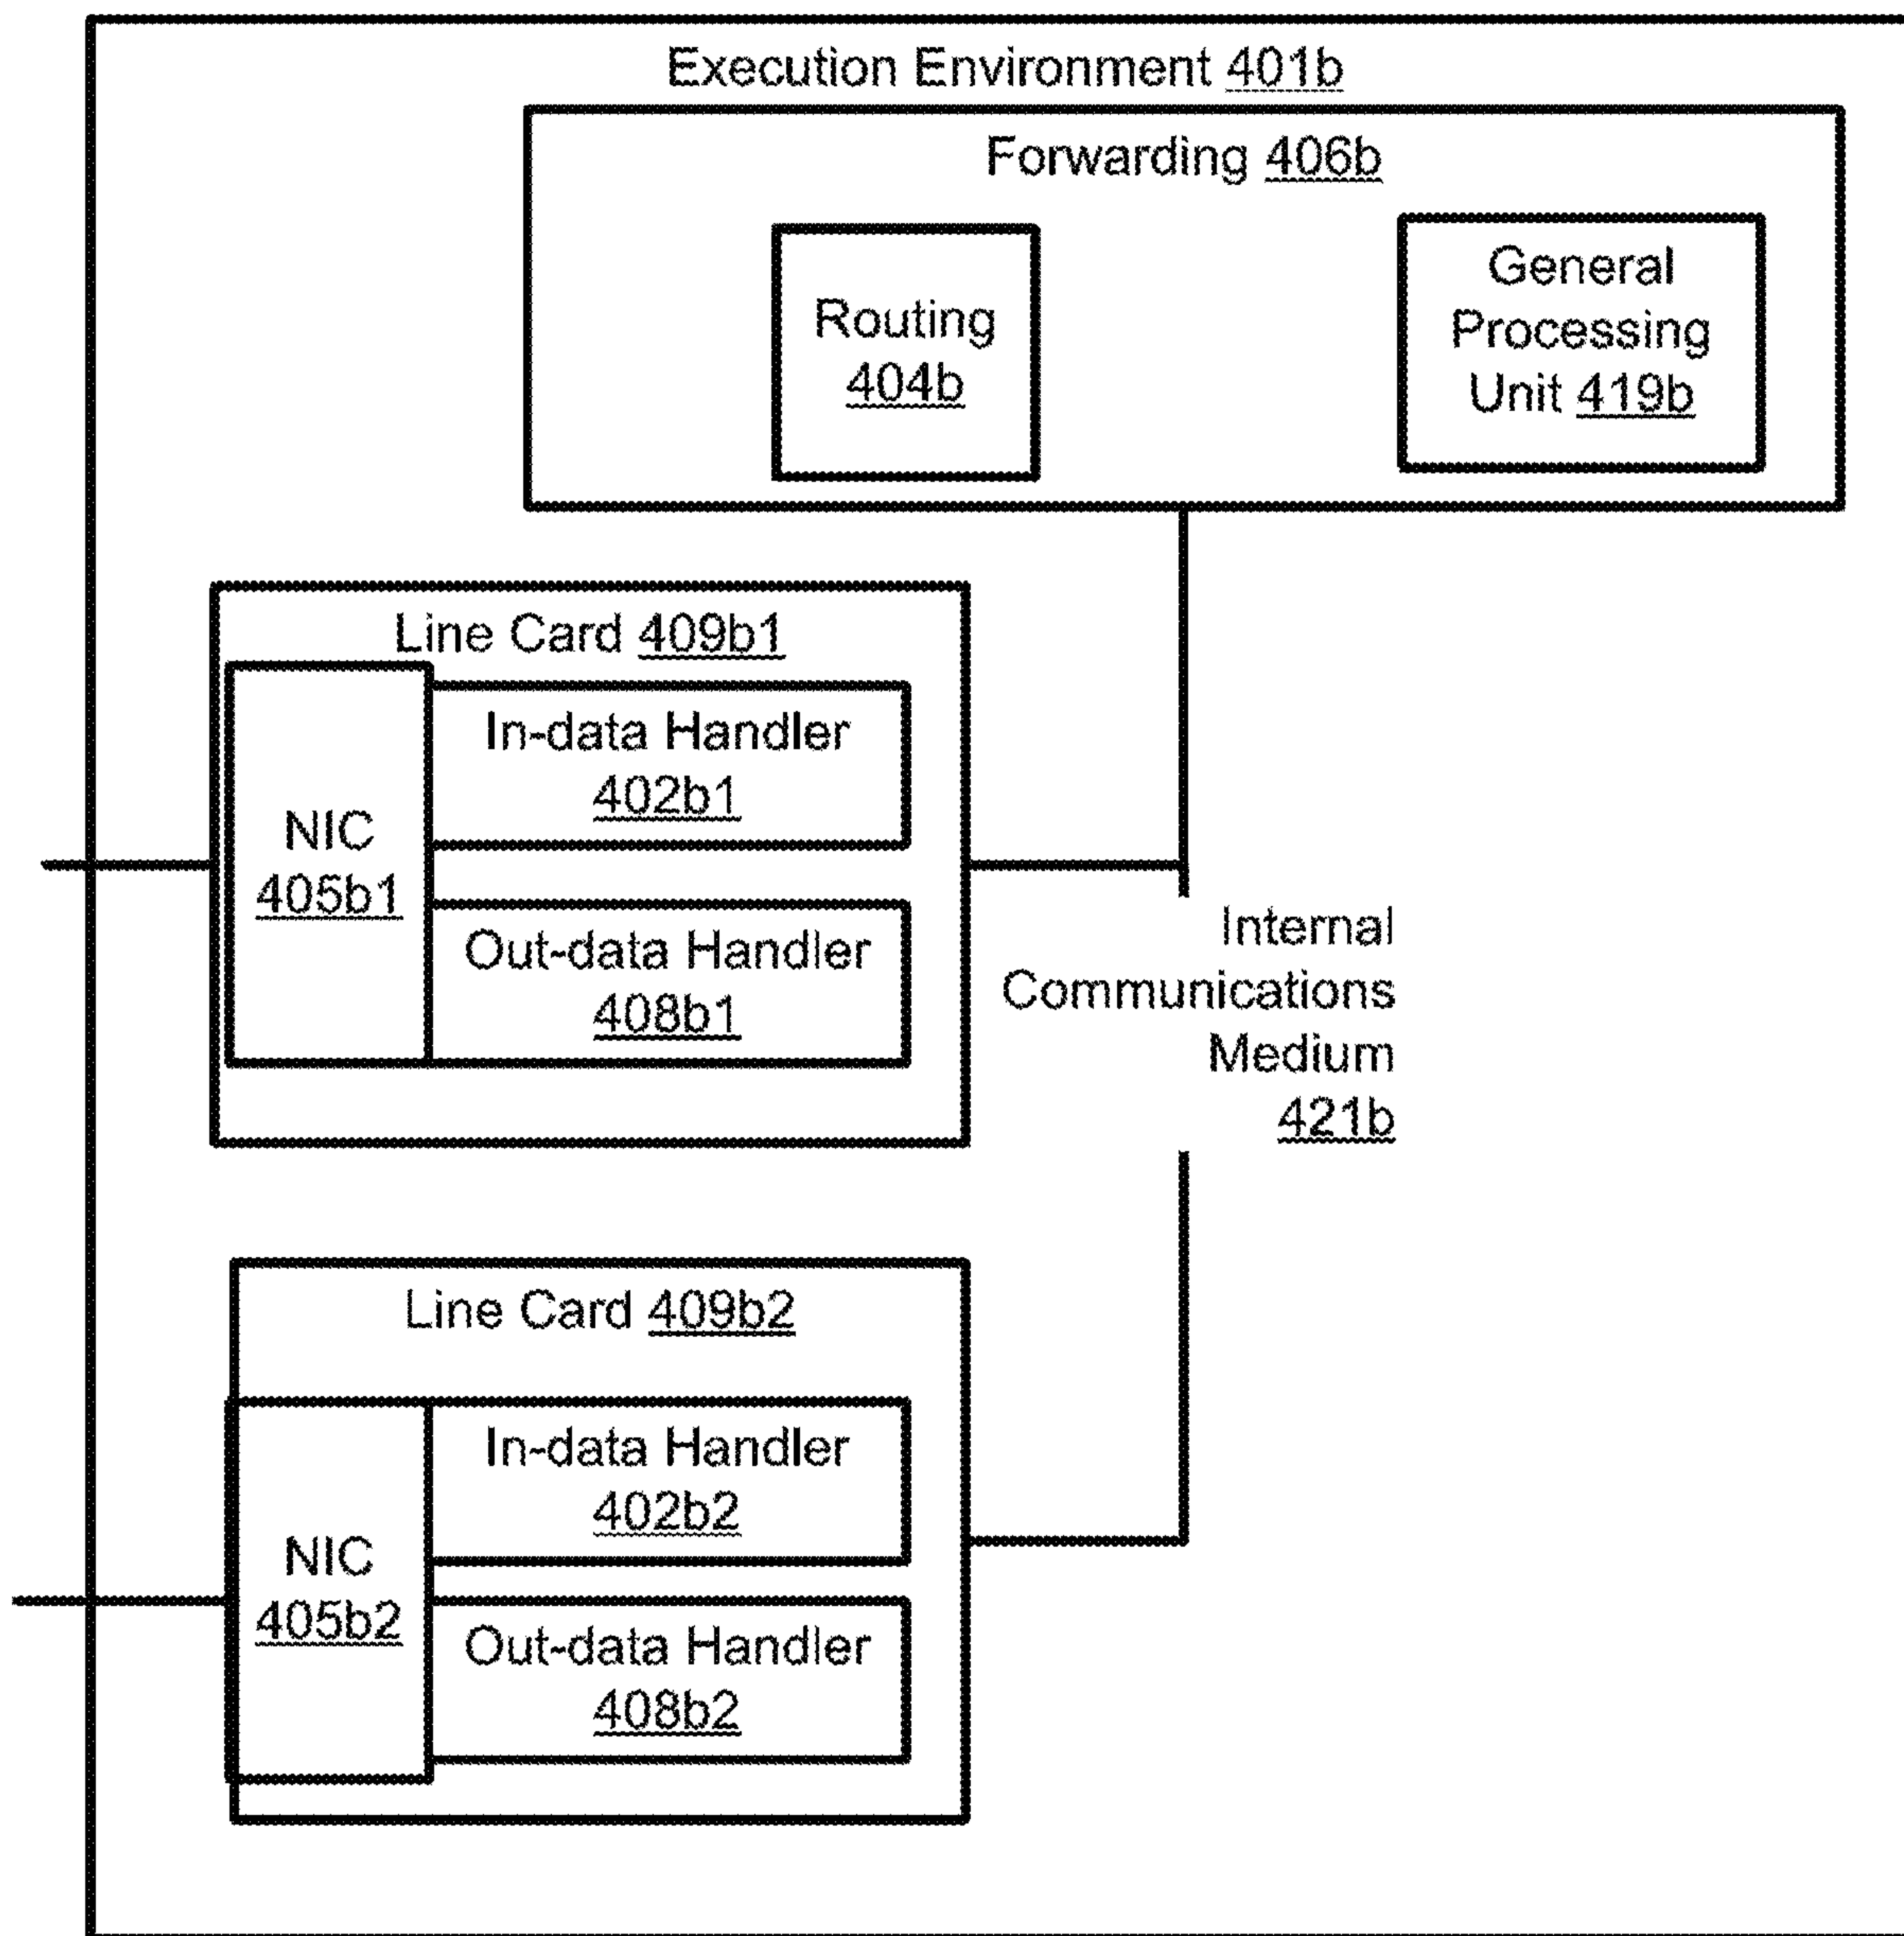 Execution Environment 401b
Forwarding 406b
Routing
404b
General
Processing
Unit 419b
Line Card 409b1
NIC
405b1
In-data Handler
402b1
Out-data Handler
408b1
Internal
Communications
Medium
421b
Line Card 409b2
NIC
405b2
In-data Handler
402b2
Out-data Handler
408b2